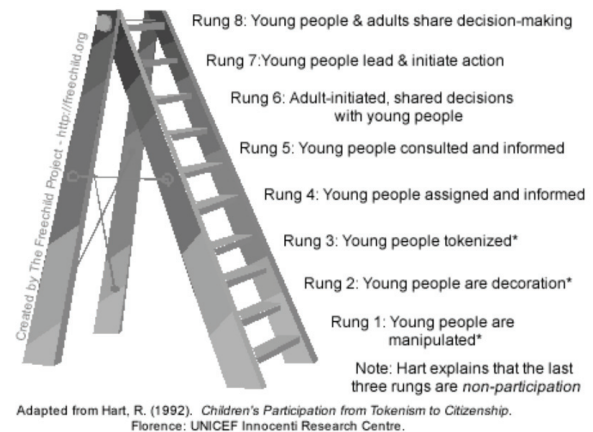 Rung 8: Young people & adults share decision-making
Rung 7:Young people lead & initiate action
Rung 6: Adult-initiated, shared decisions
with young people
Rung 5: Young people consulted and informed
Rung 4: Young people assigned and informed
Rung 3: Young people tokenized*
Rung 2: Young people are decoration*
Rung 1: Young people are
manipulated*
Note: Hart explains that the last
three rungs are non-participation
Created by The Freechild Project - http://freechild.org
Adapted from Hart, R. (1992). Children's Participation from Tokenism to Citizenship.
Florence: UNICEF Innocenti Research Centre.